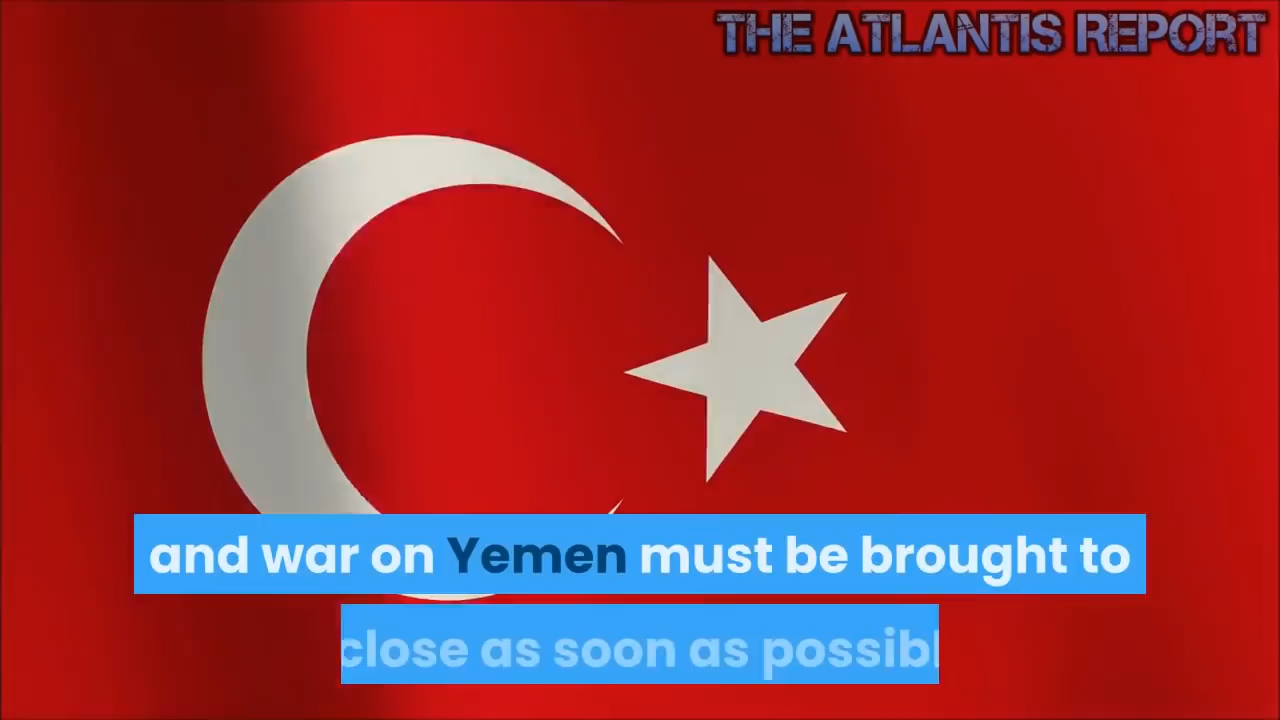 THE ATLANTIS REPORT
and war on Yemen must be brought to
close as soon as